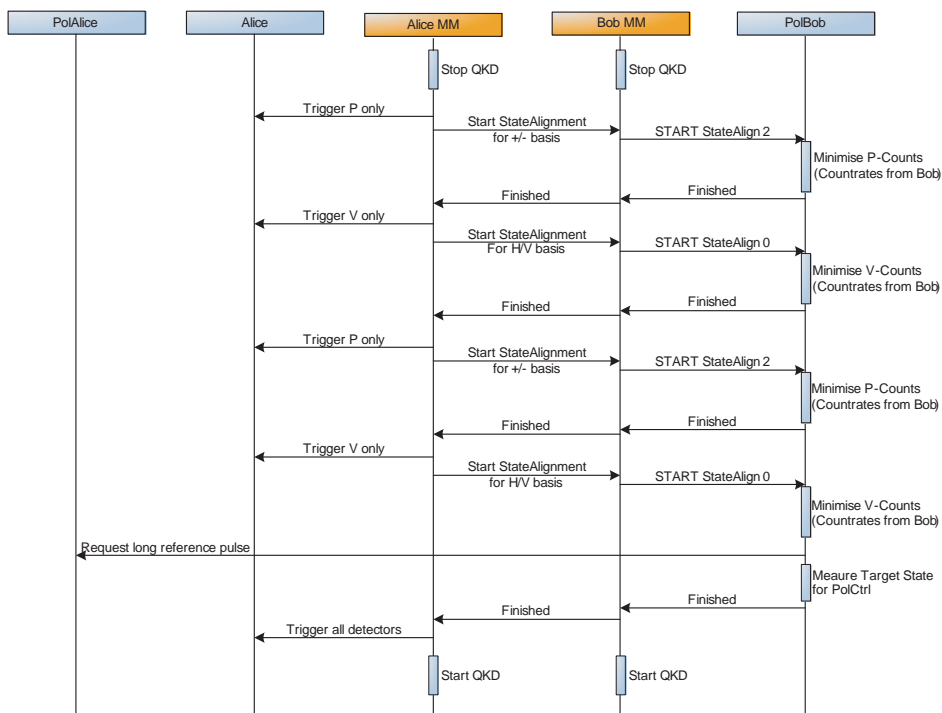 PolAlice
Alice
Alice MM
Bob MM
PolBob
Stop QKD
Stop QKD
Trigger P only
Start StateAlignment
for +/- basis
START StateAlign 2
Minimise P-Counts
(Countrates from Bob)
Finished
Finished
Trigger V only
Start StateAlignment
For H/V basis
START StateAlign 0
Minimise V-Counts
(Countrates from Bob)
Finished
Finished
Trigger P only
Start StateAlignment
for +/- basis
START StateAlign 2
Minimise P-Counts
(Countrates from Bob)
Finished
Finished
Trigger V only
Start StateAlignment
for H/V basis
START StateAlign 0
Minimise V-Counts
(Countrates from Bob)
Request long reference pulse
Meaure Target State
for PolCtrl
Finished
Finished
Trigger all detectors
Start QKD
Start QKD